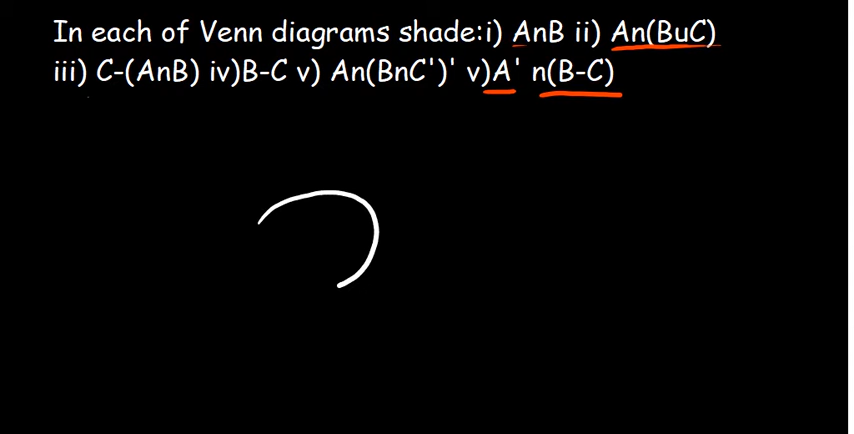 In each of Venn diagrams shade:i) AnB ii) An(BuC)
iii) C-(AnB) iv)B-C v) An(BnC')' v)A' n(B-C)